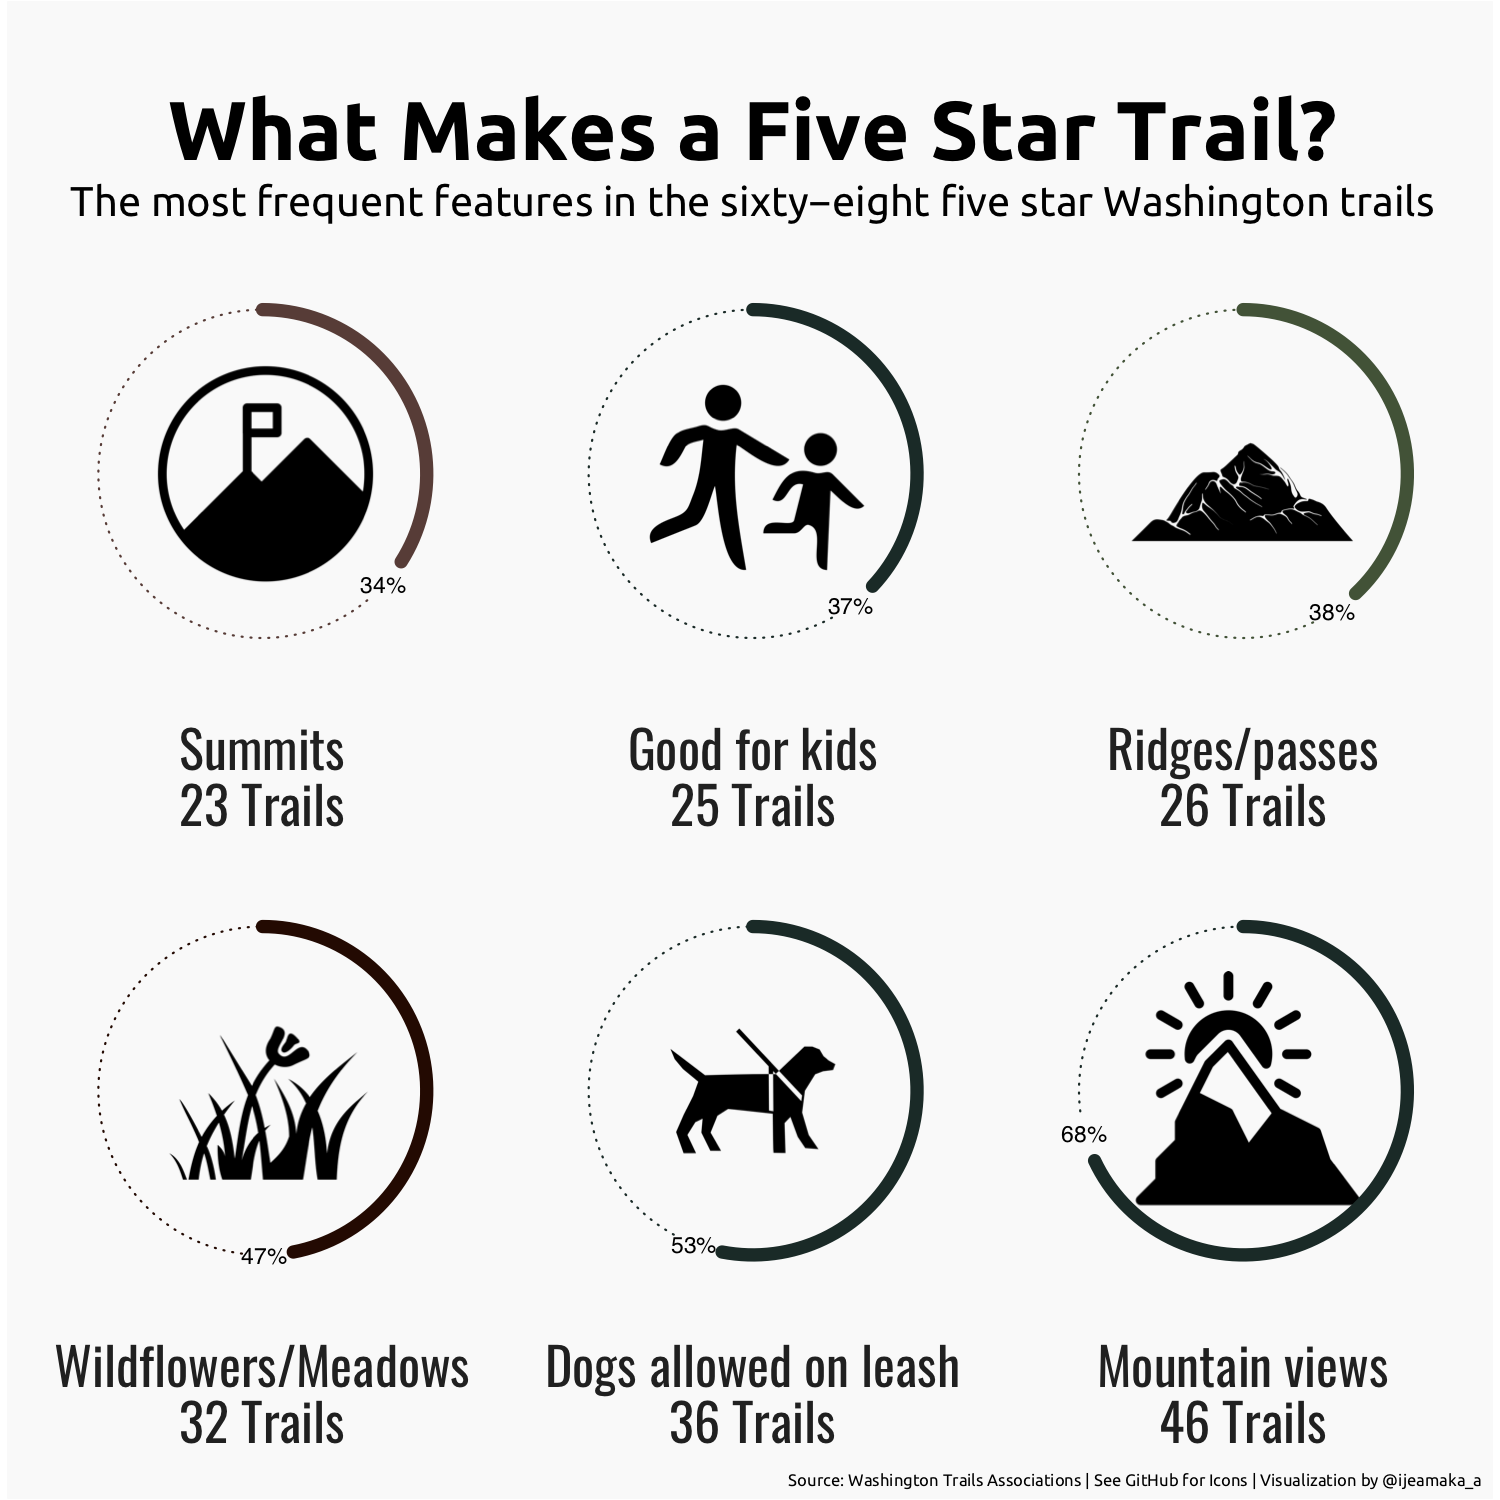 What Makes a Five Star Trail?
The most frequent features in the sixty–eight five star Washington trails
34%
37%
38%
Summits
23 Trails
Good for kids
25 Trails
Ridges/passes
26 Trails
47%
53%
68%
Wildflowers/Meadows
32 Trails
Dogs allowed on leash
36 Trails
Mountain views
46 Trails
Source: Washington Trails Associations | See GitHub for Icons | Visualization by @ijeamaka_a